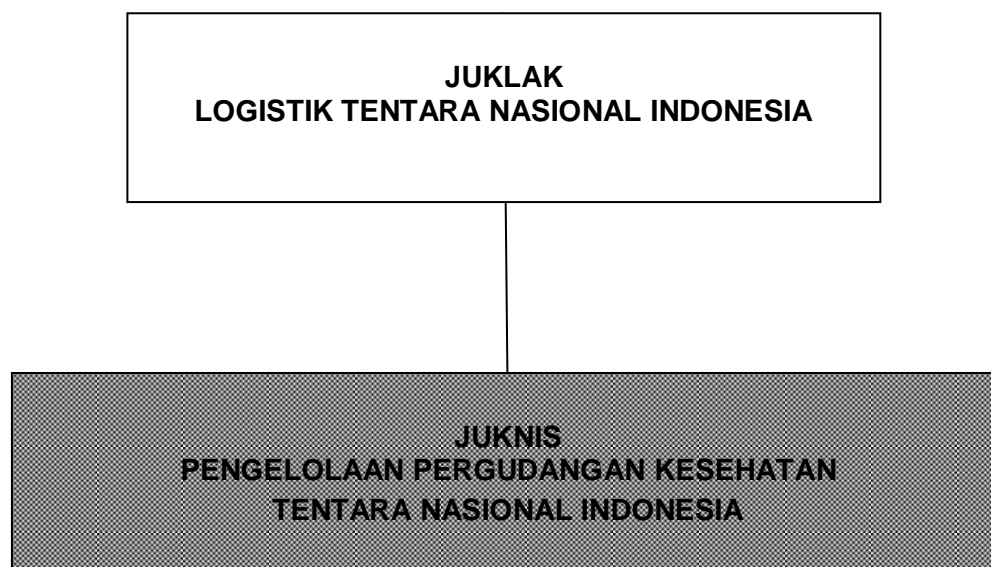 JUKLAK
LOGISTIK TENTARA NASIONAL INDONESIA
JUKNIS
PENGELOLAAN PERGUDANGAN KESEHATAN
TENTARA NASIONAL INDONESIA